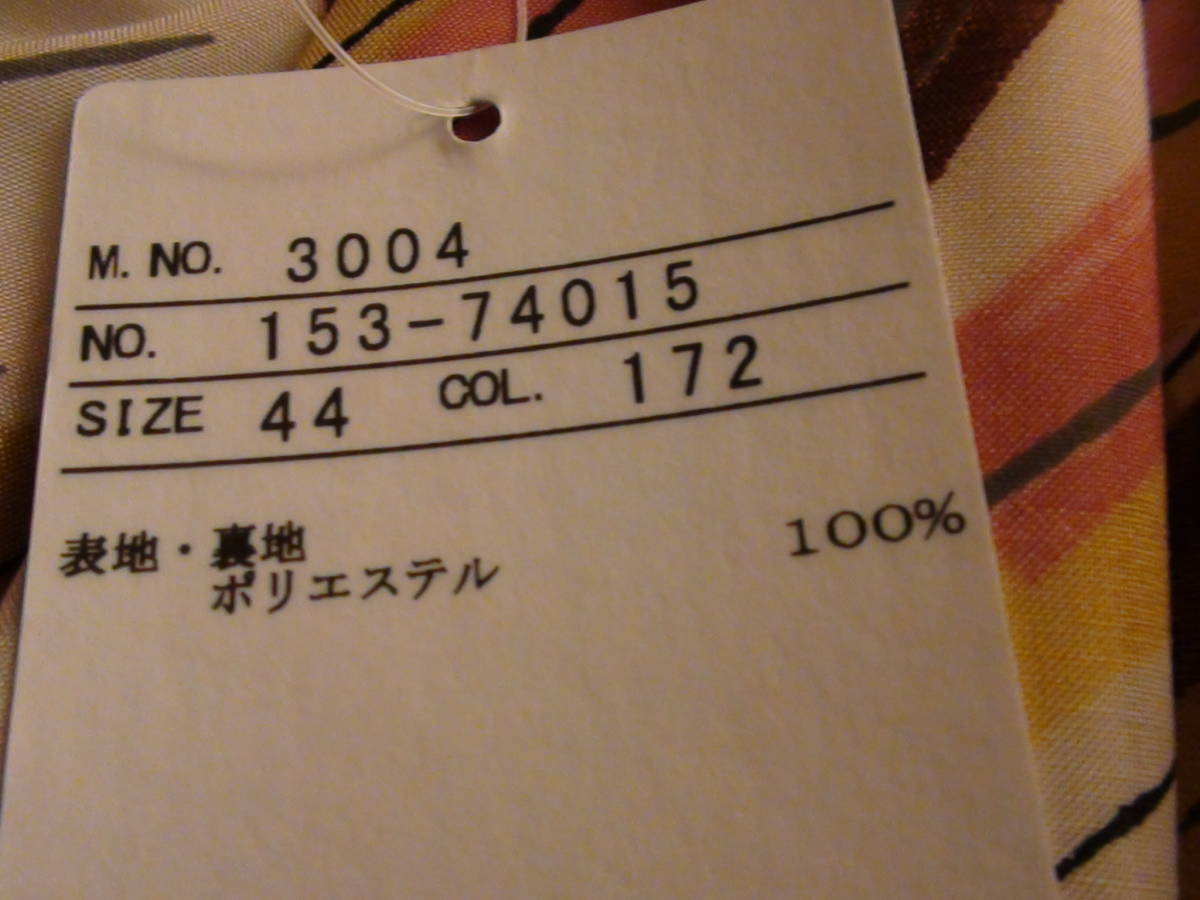 M. NO. 3004
NO. 153-74015
SIZE 44 COL. 172
表地・裏地
ポリエステル 100%